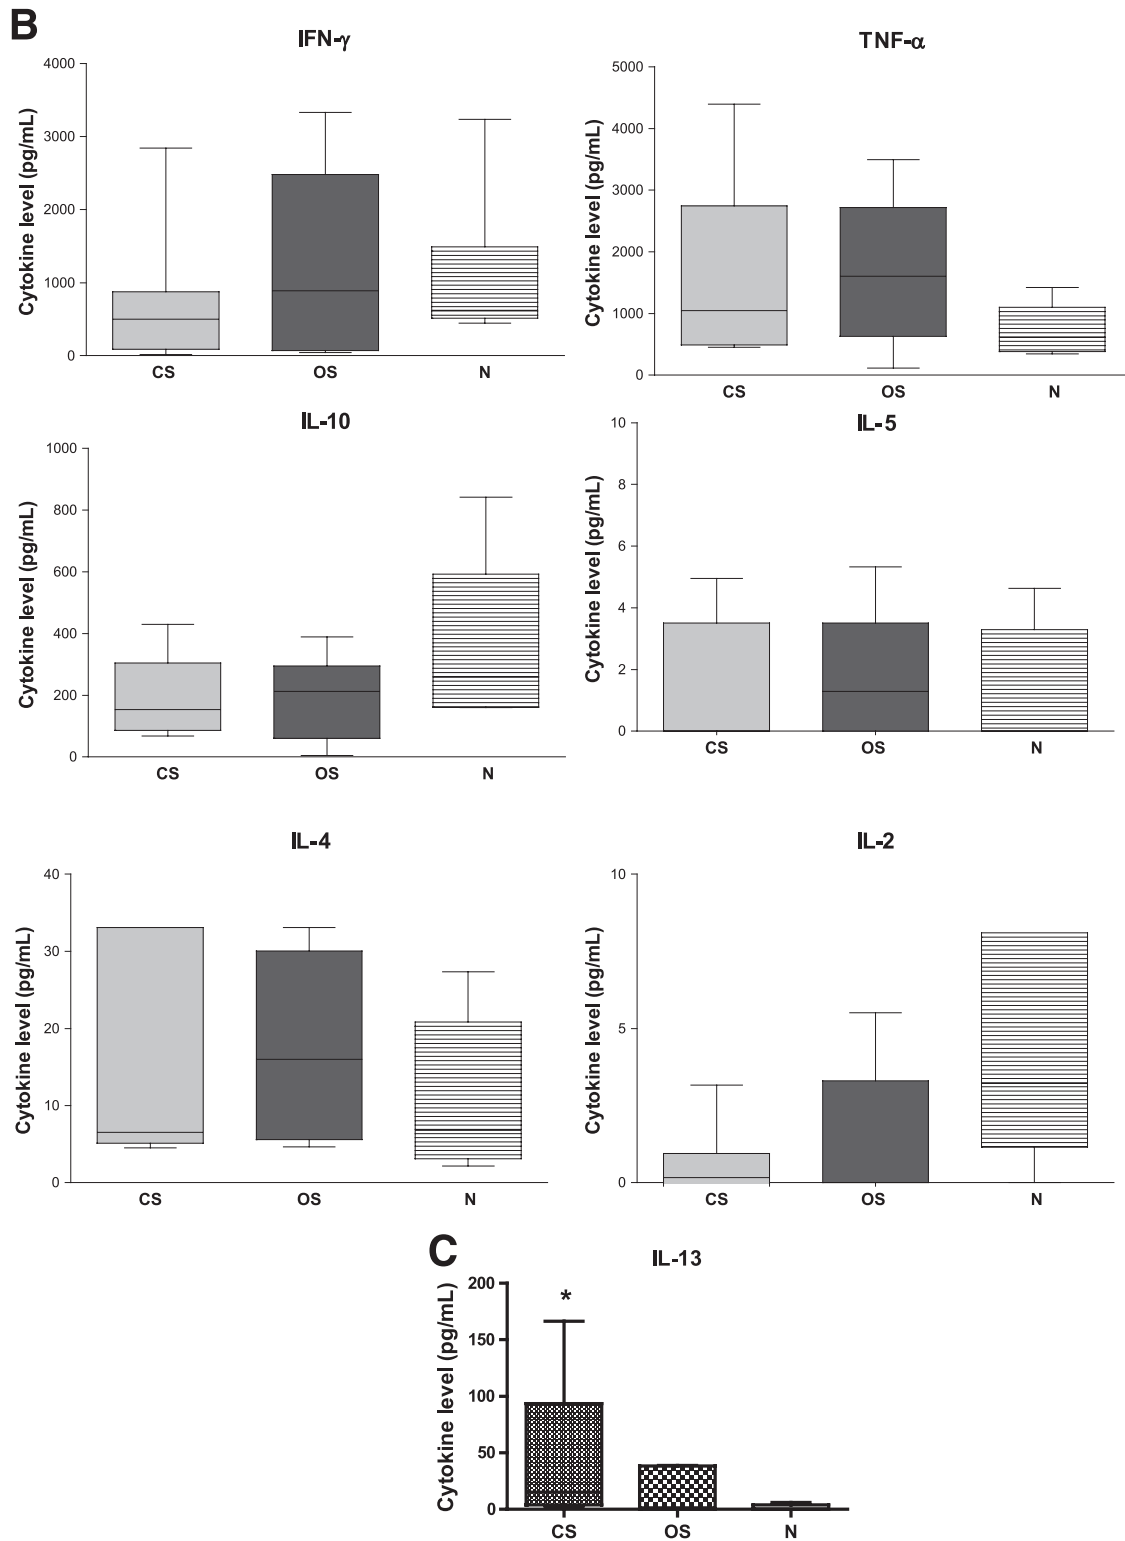 B
IFN-γ
Cytokine level (pg/mL)
4000
3000
2000
1000
0
CS OS N
TNF-α
Cytokine level (pg/mL)
5000
4000
3000
2000
1000
0
CS OS N
IL-10
Cytokine level (pg/mL)
1000
800
600
400
200
0
CS OS N
IL-5
Cytokine level (pg/mL)
10
8
6
4
2
0
CS OS N
IL-4
Cytokine level (pg/mL)
40
30
20
10
0
CS OS N
IL-2
Cytokine level (pg/mL)
10
5
0
CS OS N
C
IL-13
Cytokine level (pg/mL)
200
150
100
50
0
*
CS OS N